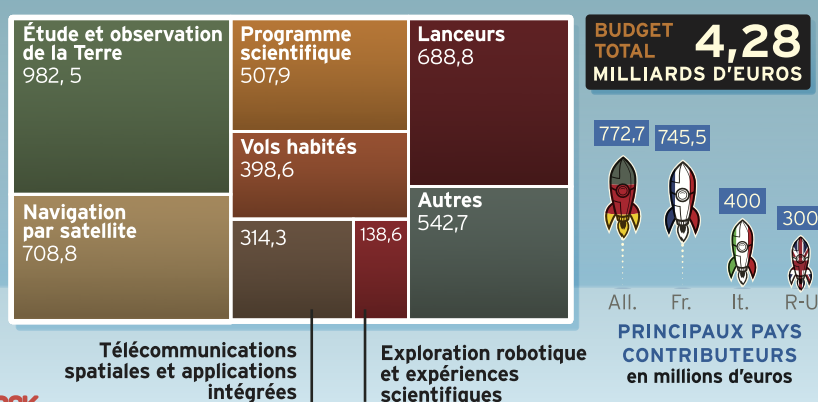 Étude et observation
de la Terre
982, 5
Programme
scientifique
507,9
Lanceurs
688,8
Vols habités
398,6
Navigation
par satellite
708,8
314,3
138,6
Autres
542,7
Télécommunications
spatiales et applications
intégrées
Exploration robotique
et expériences
scientifiques
BUDGET
TOTAL
4,28
MILLIARDS D'EUROS
772,7
745,5
400
300
All.
Fr.
It.
R-U
PRINCIPAUX PAYS
CONTRIBUTEURS
en millions d'euros